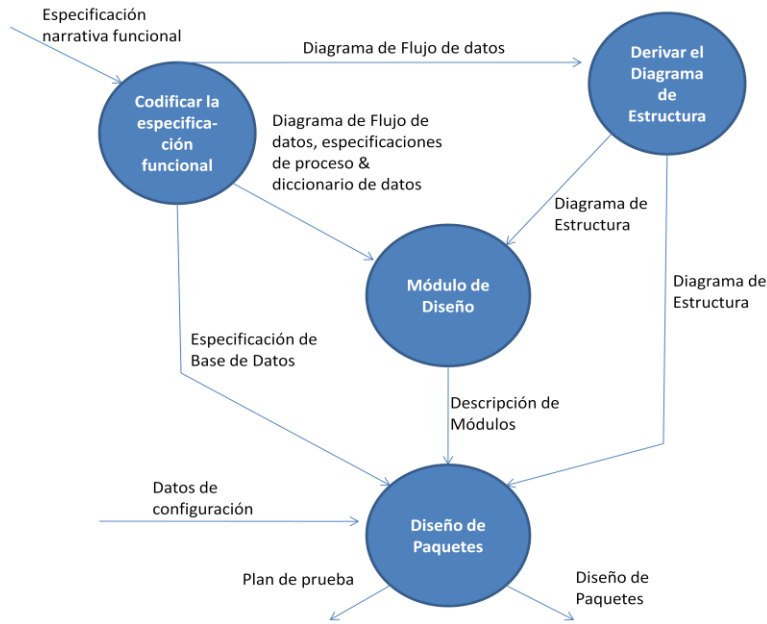 Especificación
narrativa funcional
Diagrama de Flujo de datos
Derivar el
Diagrama
de
Estructura
Codificar la
especifica-
ción
funcional
Diagrama de Flujo de
datos, especificaciones
de proceso &
diccionario de datos
Diagrama de
Estructura
Módulo de
Diseño
Diagrama de
Estructura
Especificación de
Base de Datos
Descripción de
Módulos
Datos de
configuración
Diseño de
Paquetes
Plan de prueba
Diseño de
Paquetes